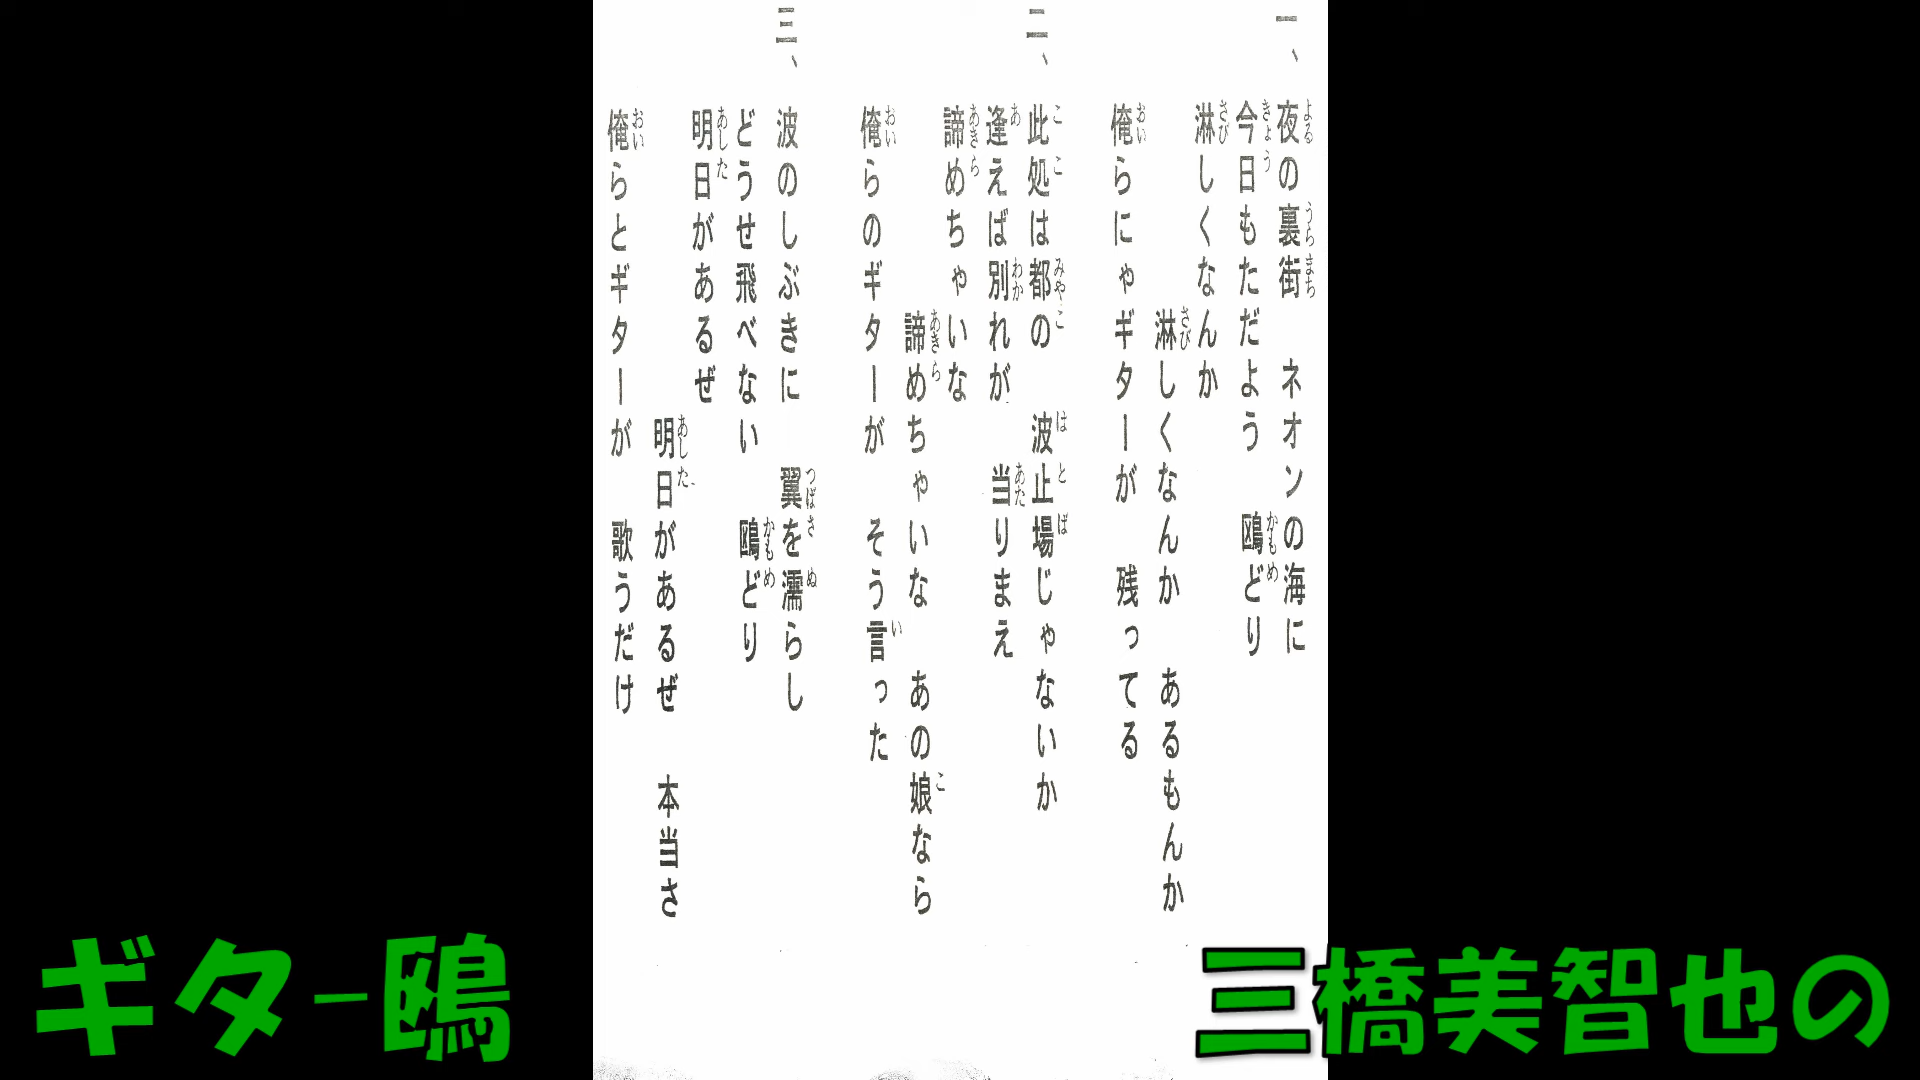 一、
夜の裏街　ネオンの海に
今日もただよう　鴎どり
淋しくなんか
淋しくなんか　あるもんか
俺らにゃギターが　残ってる
二、
此処は都の　波止場じゃないか
逢えば別れが　当りまえ
諦めちゃいな
諦めちゃいな　あの娘なら
俺らのギターが　そう言った
三、
波のしぶきに　翼を濡らし
どうせ飛べない　鴎どり
明日があるぜ
明日があるぜ　本当さ
俺らとギターが　歌うだけ
三橋美智也の
ギター鴎